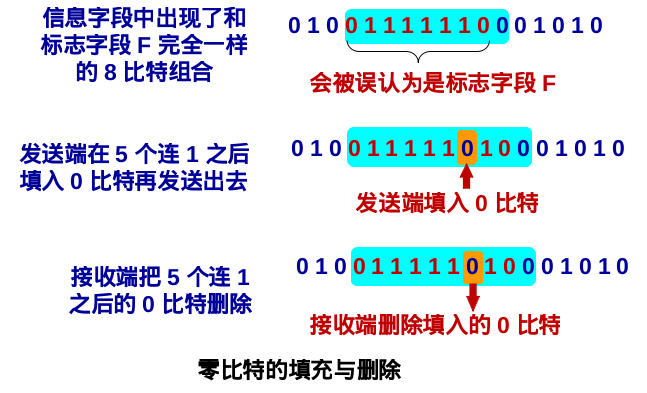 信息字段中出现了和
标志字段 F 完全一样
的 8 比特组合
0 1 0 0 1 1 1 1 1 1 0 0 0 1 0 1 0
会被误认为是标志字段 F
发送端在 5 个连 1 之后
填入 0 比特再发送出去
0 1 0 0 1 1 1 1 1 0 1 0 0 0 1 0 1 0
发送端填入 0 比特
接收端把 5 个连 1
之后的 0 比特删除
0 1 0 0 1 1 1 1 1 0 1 0 0 0 1 0 1 0
接收端删除填入的 0 比特
零比特的填充与删除